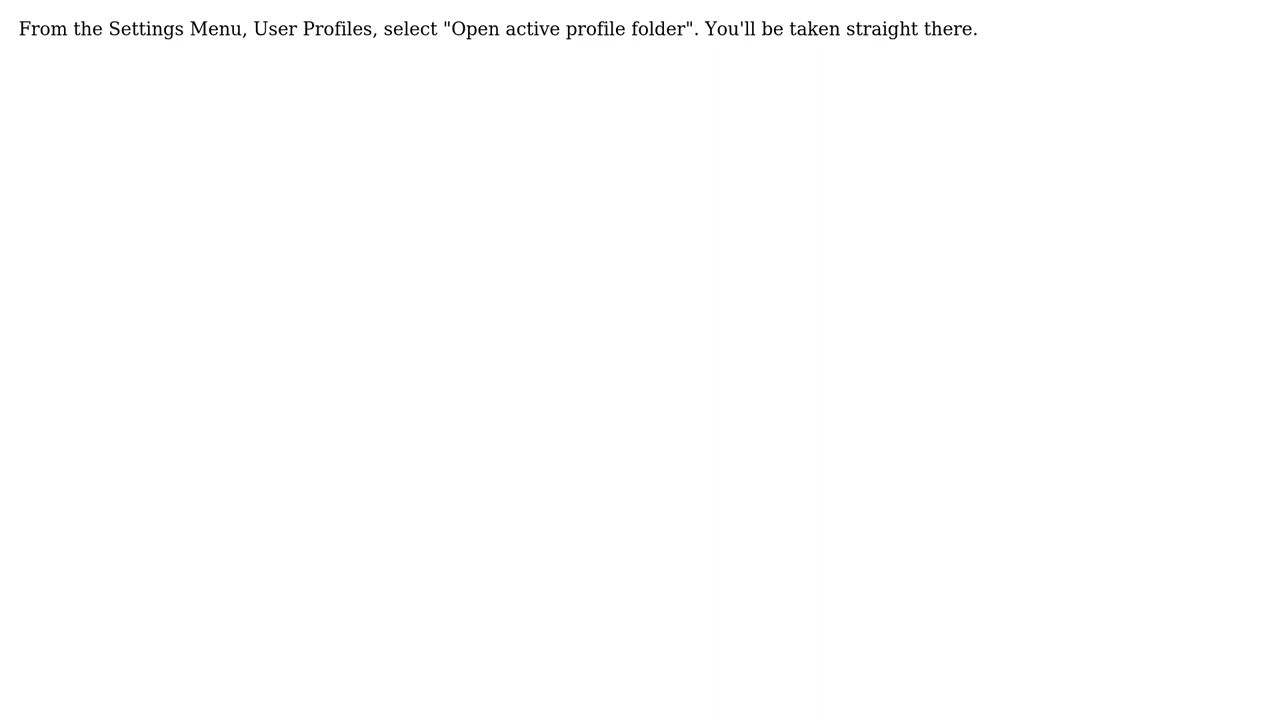 From the Settings Menu, User Profiles, select "Open active profile folder". You'll be taken straight there.